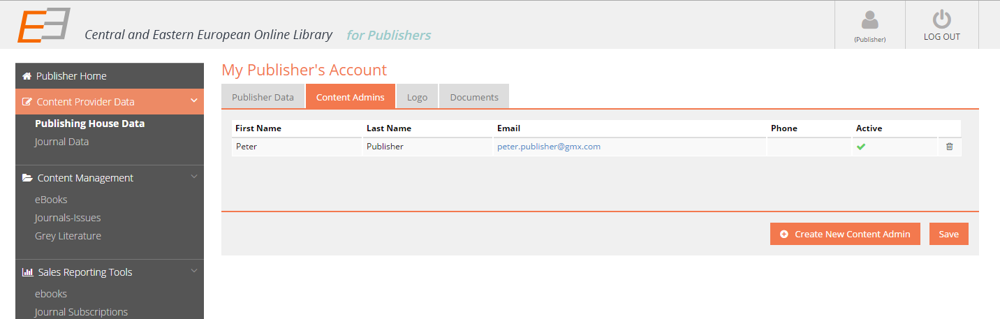 Central and Eastern European Online Library for Publishers
(Publisher)
LOG OUT
Publisher Home
Content Provider Data
Publishing House Data
Journal Data
Content Management
eBooks
Journals-Issues
Grey Literature
Sales Reporting Tools
ebooks
Journal Subscriptions
My Publisher's Account
Publisher Data Content Admins Logo Documents
First Name Last Name Email Phone Active
Peter Publisher peter.publisher@gmx.com
Create New Content Admin Save